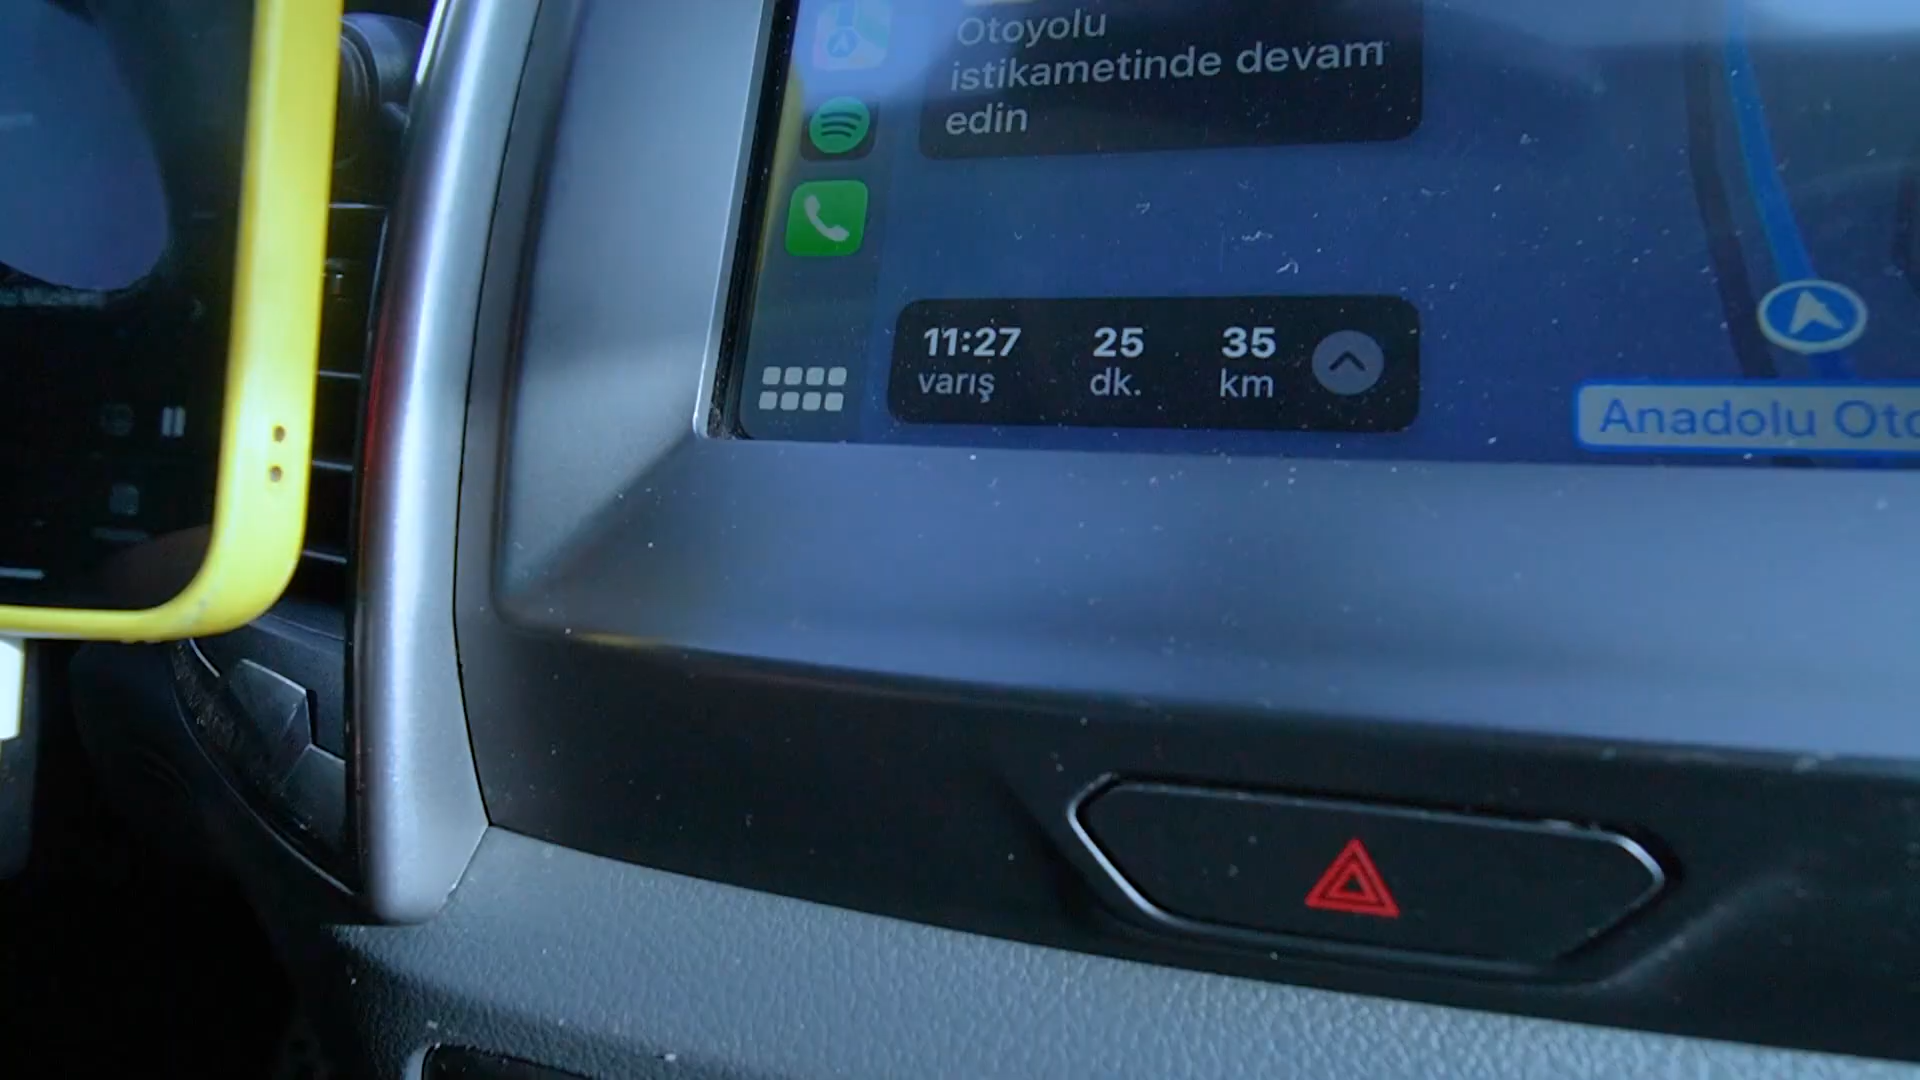 Otoyolu
istikametinde devam
edin
11:27
varış
25
dk.
35
km
Anadolu Oto